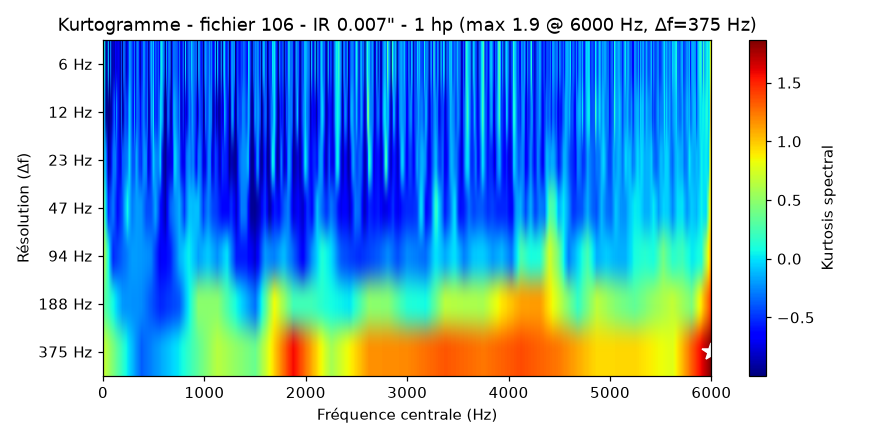 Kurtogramme - fichier 106 - IR 0.007" - 1 hp (max 1.9 @ 6000 Hz, Δf=375 Hz)
6 Hz
12 Hz
23 Hz
47 Hz
94 Hz
188 Hz
375 Hz
Résolution (Δf)
0 1000 2000 3000 4000 5000 6000
Fréquence centrale (Hz)
1.5
1.0
0.5
0.0
−0.5
Kurtosis spectral